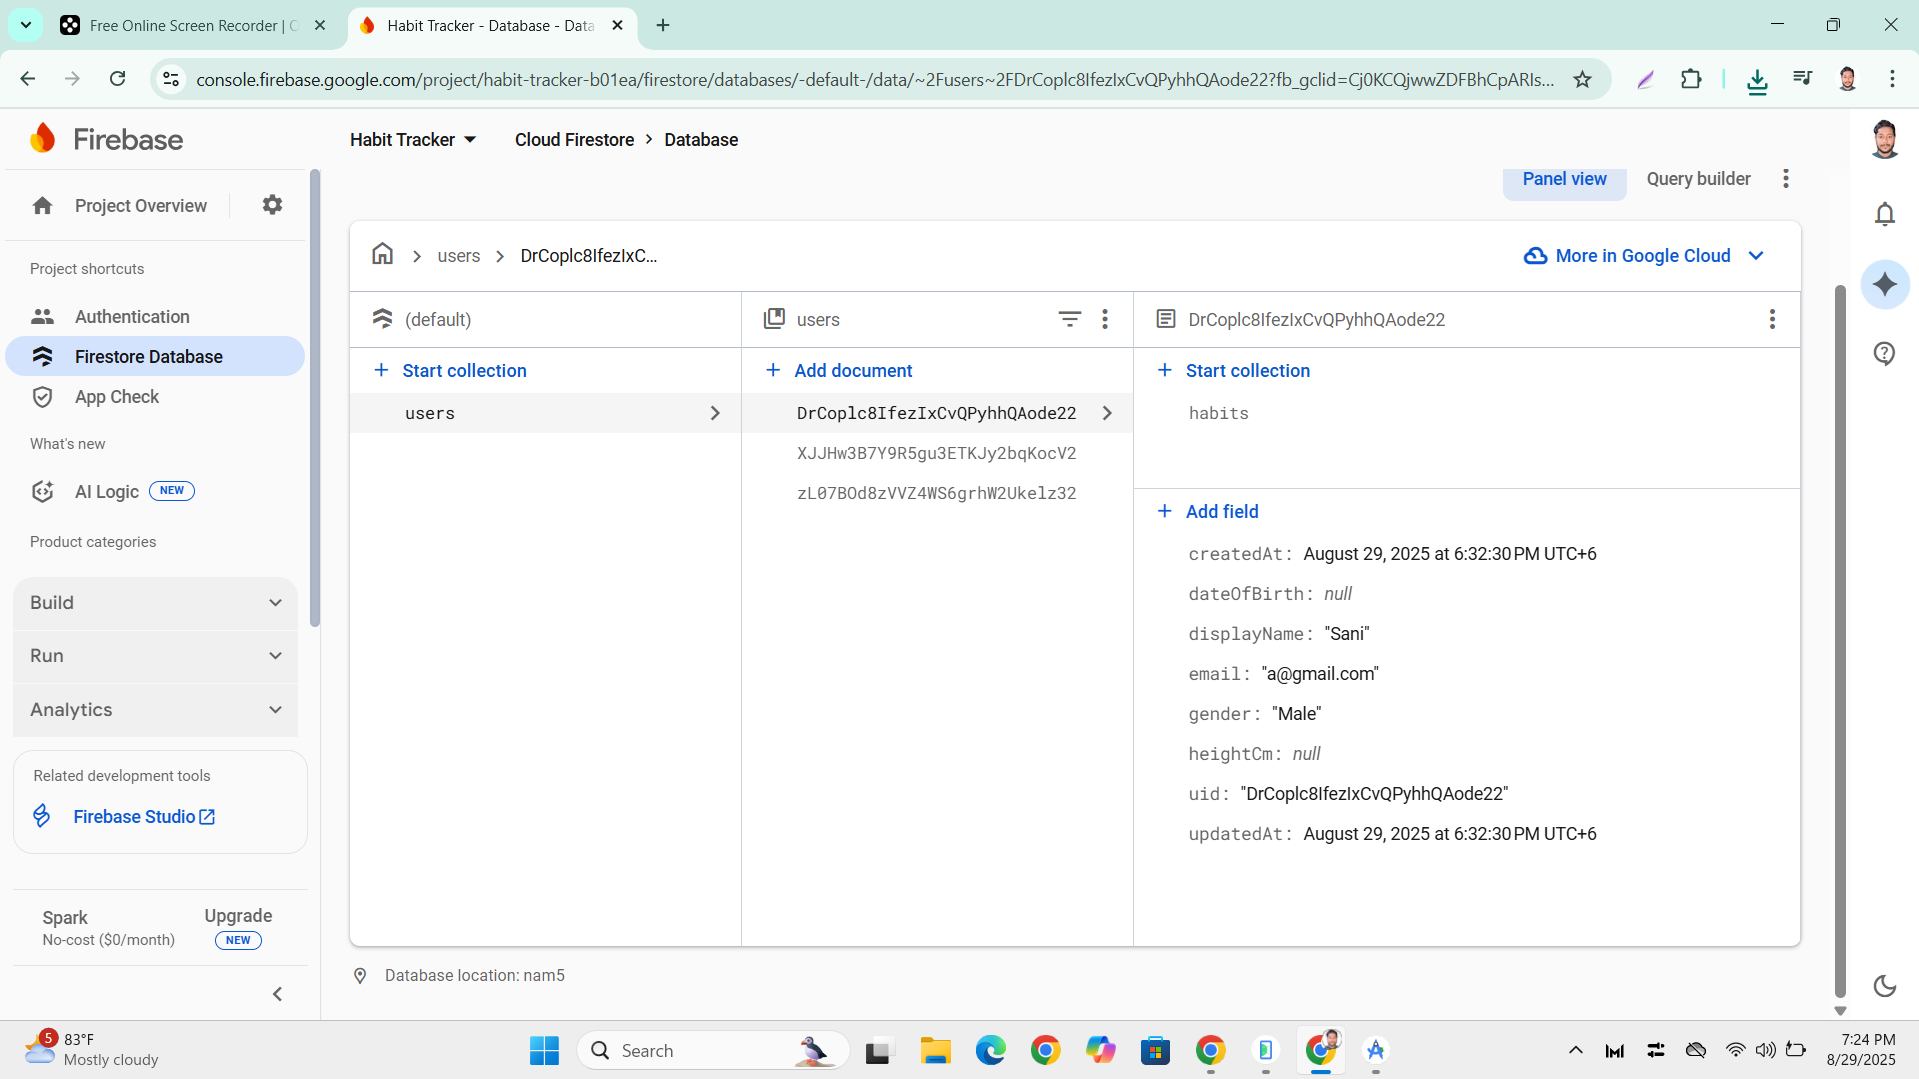 Free Online Screen Recorder | C
Habit Tracker - Database - Data
console.firebase.google.com/project/habit-tracker-b01ea/firestore/databases/-default-/data/~2Fusers~2FDrCoplc8IfezIxCvQPyhhQAode22?fb_gclid=Cj0KCQjwwZDFBhCpARIs...
Firebase
Habit Tracker
Cloud Firestore
Database
Panel view
Query builder
Project Overview
Project shortcuts
Authentication
Firestore Database
App Check
What's new
AI Logic NEW
Product categories
Build
Run
Analytics
Related development tools
Firebase Studio
Spark
No-cost ($0/month)
Upgrade
NEW
users
DrCoplc8IfezIxC...
More in Google Cloud
(default)
Start collection
users
users
Add document
DrCoplc8IfezIxCvQPyhhQAode22
XJJHw3B7Y9R5gu3ETKJy2bqKocV2
zL07BOd8zVVZ4WS6grhW2Ukelz32
DrCoplc8IfezIxCvQPyhhQAode22
Start collection
habits
Add field
createdAt: August 29, 2025 at 6:32:30 PM UTC+6
dateOfBirth: null
displayName: "Sani"
email: "a@gmail.com"
gender: "Male"
heightCm: null
uid: "DrCoplc8IfezIxCvQPyhhQAode22"
updatedAt: August 29, 2025 at 6:32:30 PM UTC+6
Database location: nam5
5
83°F
Mostly cloudy
Search
7:24 PM
8/29/2025